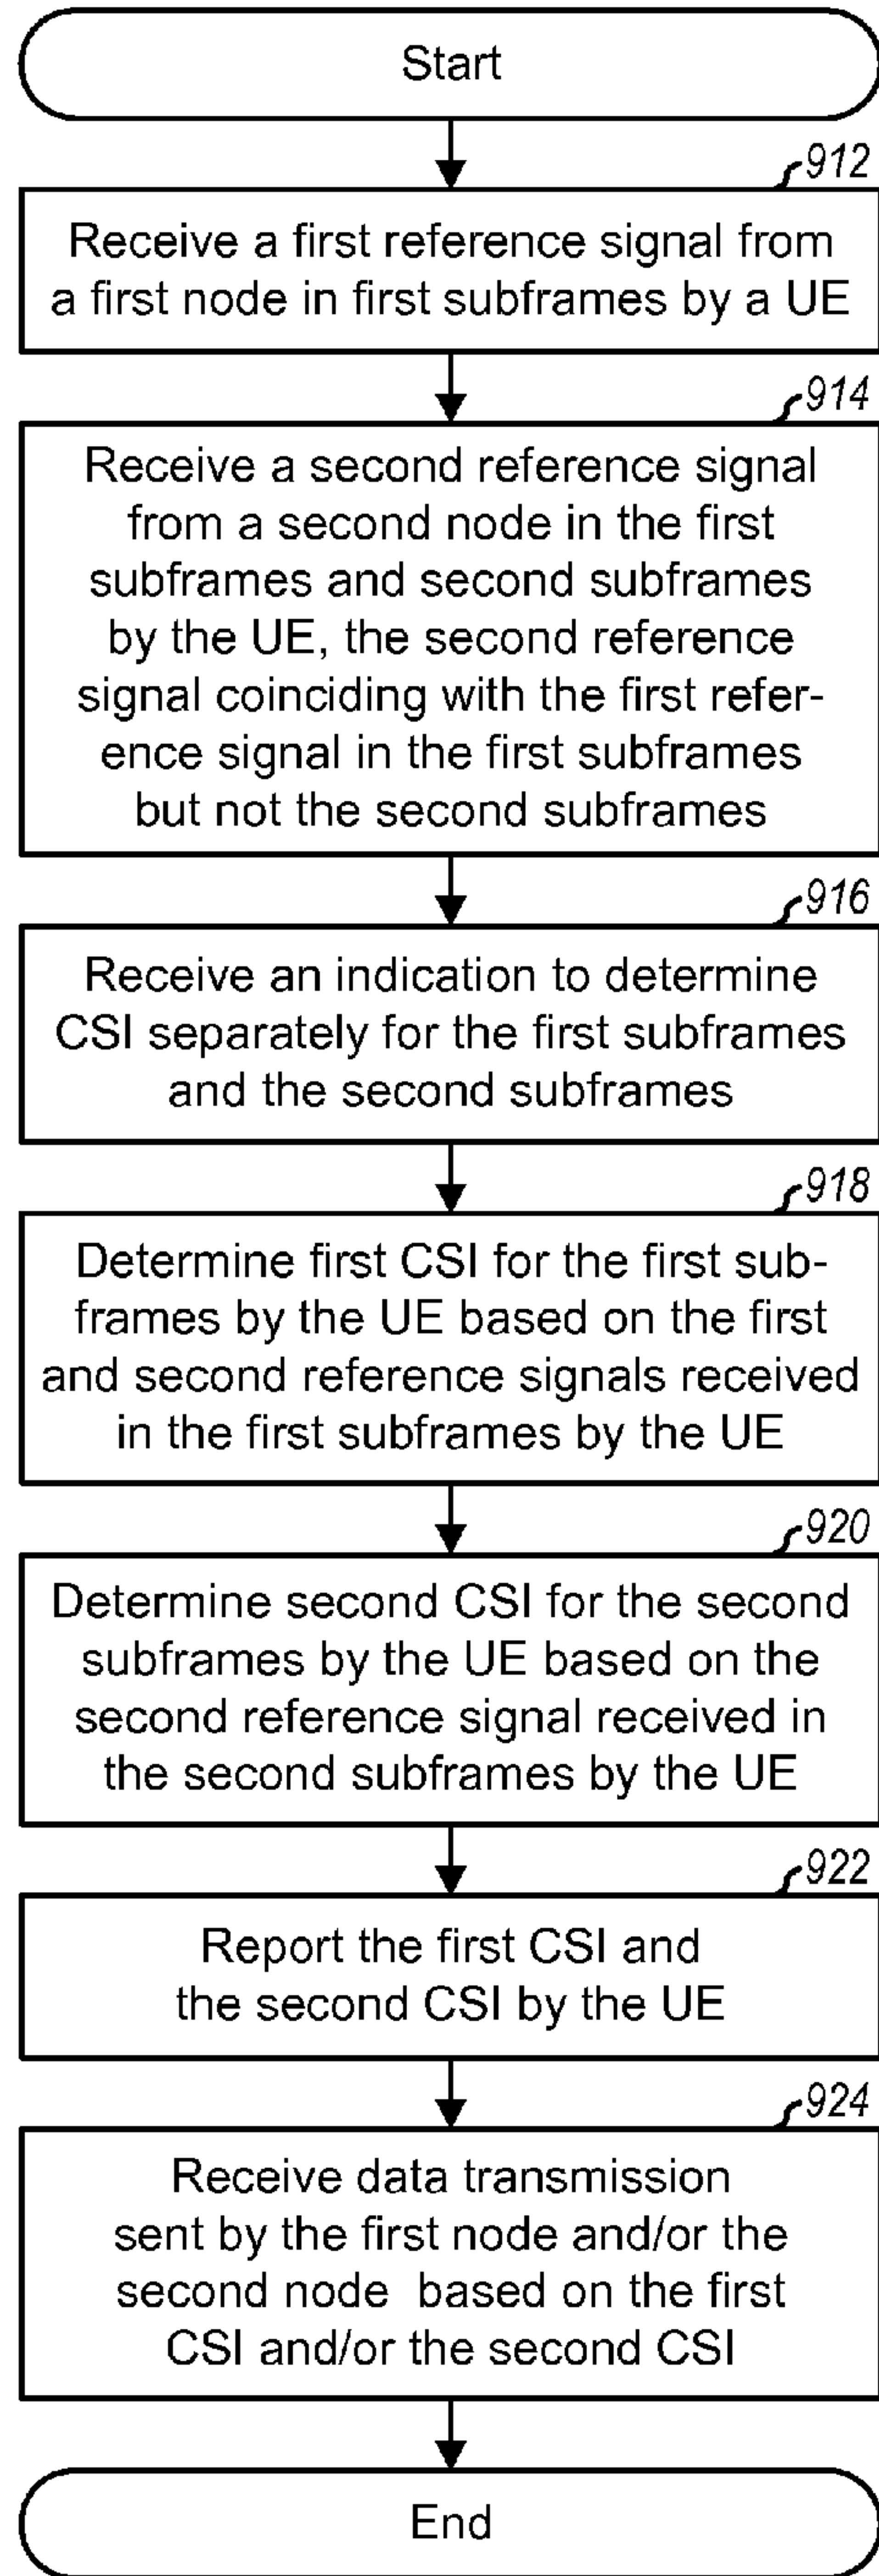 Start
912
Receive a first reference signal from
a first node in first subframes by a UE
914
Receive a second reference signal
from a second node in the first
subframes and second subframes
by the UE, the second reference
signal coinciding with the first refer-
ence signal in the first subframes
but not the second subframes
916
Receive an indication to determine
CSI separately for the first subframes
and the second subframes
918
Determine first CSI for the first sub-
frames by the UE based on the first
and second reference signals received
in the first subframes by the UE
920
Determine second CSI for the second
subframes by the UE based on the
second reference signal received in
the second subframes by the UE
922
Report the first CSI and
the second CSI by the UE
924
Receive data transmission
sent by the first node and/or the
second node based on the first
CSI and/or the second CSI
End